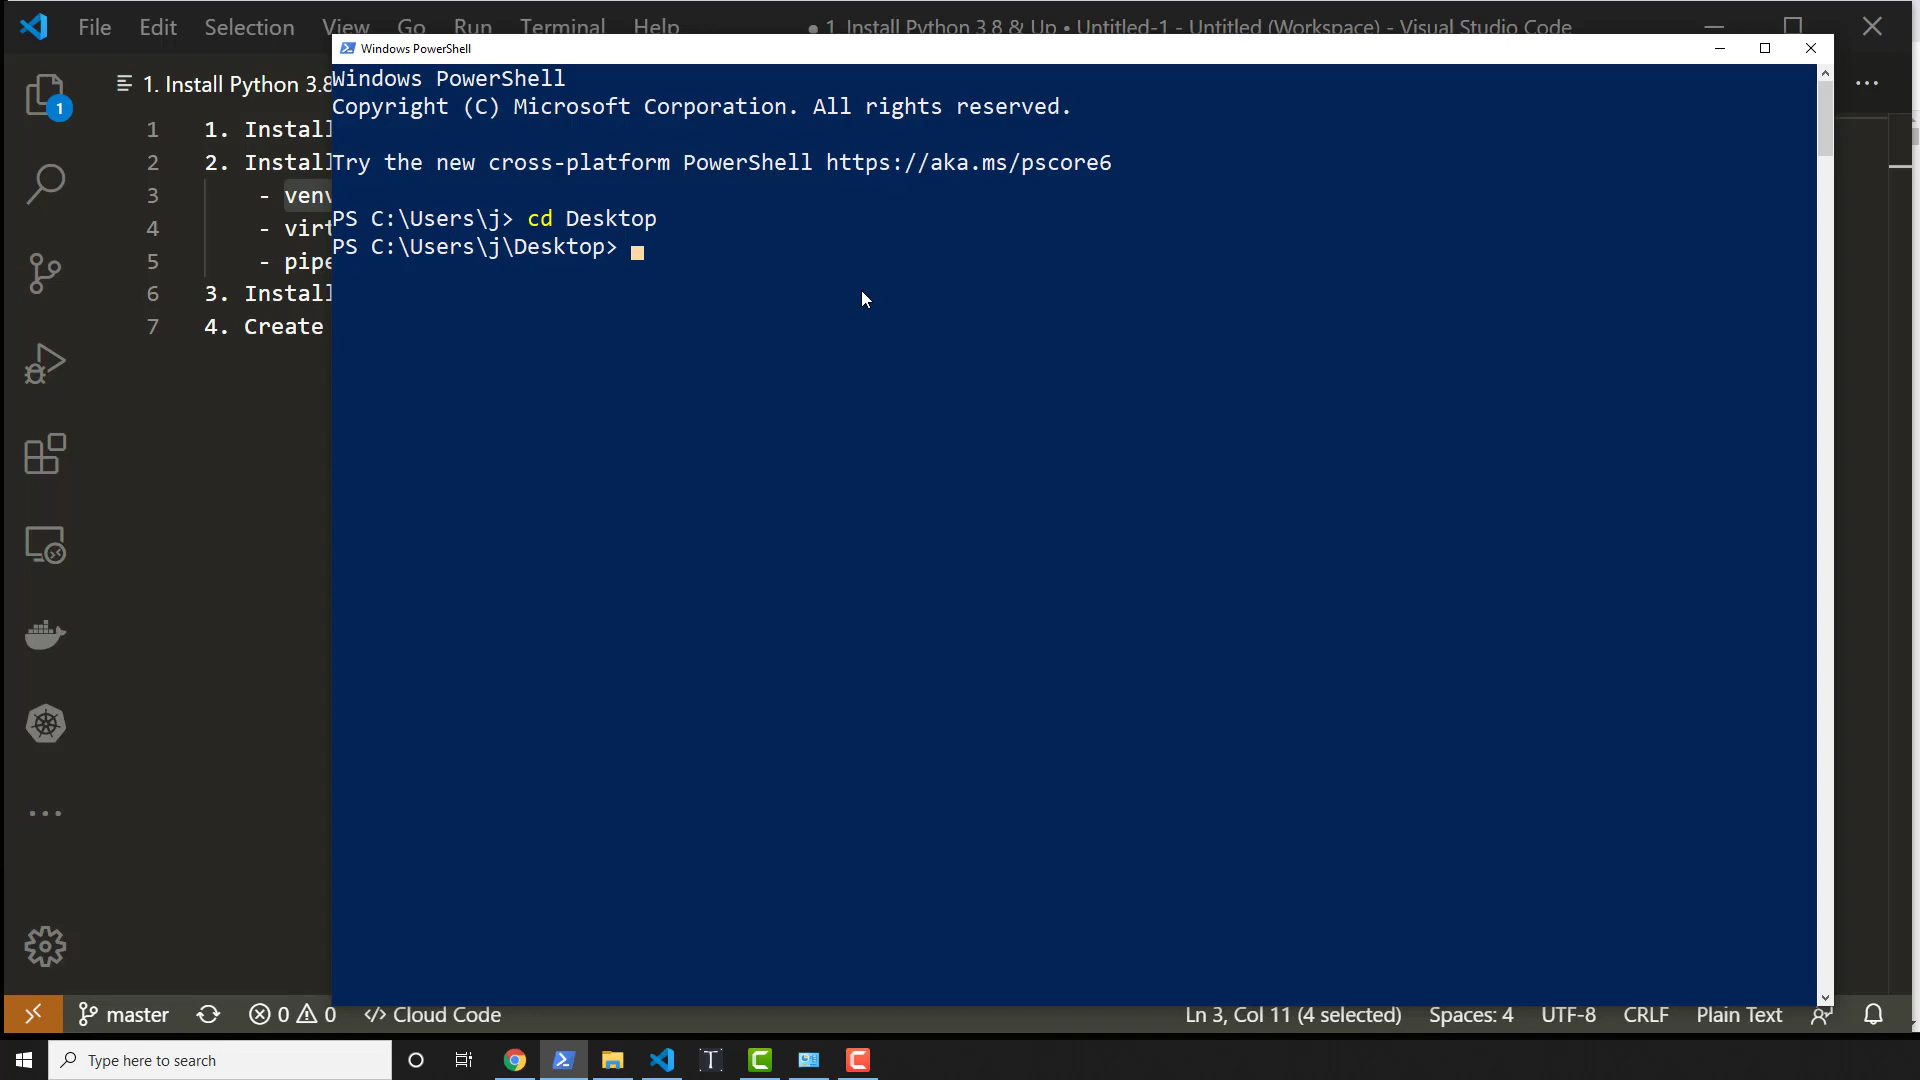 File Edit Selection View Go Run Terminal Help ● 1. Install Python 3.8 & Up • Untitled-1 - Untitled (Workspace) - Visual Studio Code
Windows PowerShell
1. Install Python 3.8
1 1. Install
2 2. Install
3 - venv
4 - virt
5 - pipe
6 3. Install
7 4. Create
Windows PowerShell
Copyright (C) Microsoft Corporation. All rights reserved.
Try the new cross-platform PowerShell https://aka.ms/pscore6
PS C:\Users\j> cd Desktop
PS C:\Users\j\Desktop>
1
master 0 0 Cloud Code Ln 3, Col 11 (4 selected) Spaces: 4 UTF-8 CRLF Plain Text
Type here to search